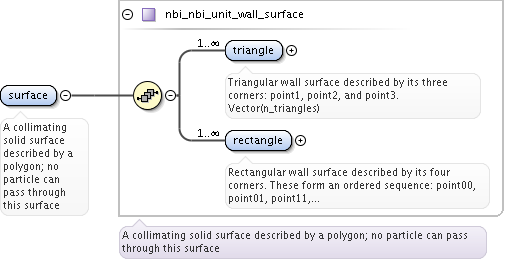 nbi_nbi_unit_wall_surface
1..∞
triangle
Triangular wall surface described by its three
corners: point1, point2, and point3.
Vector(n_triangles)
surface
A collimating
solid surface
described by a
polygon; no
particle can
pass through
this surface
1..∞
rectangle
Rectangular wall surface described by its four
corners. These form an ordered sequence: point00,
point01, point11,...
A collimating solid surface described by a polygon; no particle can pass
through this surface